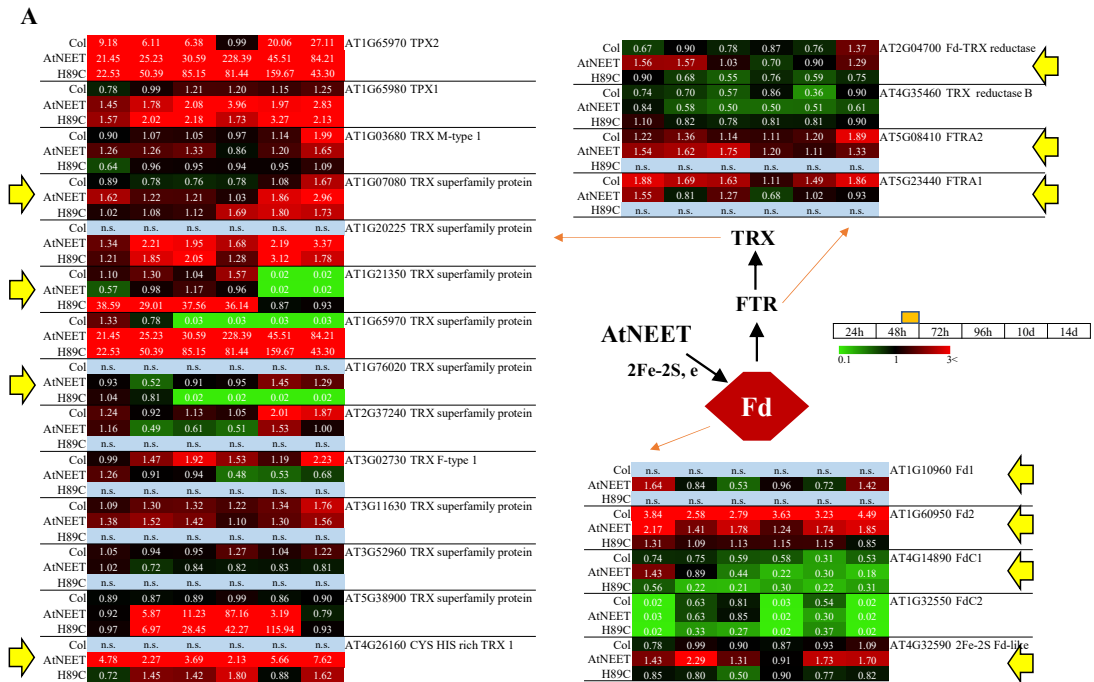 A
Col 9.18 6.11 6.38 0.99 20.06 27.11 AT1G65970 TPX2
AtNEET 21.45 25.23 30.59 228.39 45.51 84.21
H89C 22.53 50.39 85.15 81.44 159.67 43.30
Col 0.78 0.99 1.21 1.20 1.15 1.25 AT1G65980 TPX1
AtNEET 1.45 1.78 2.08 3.96 1.97 2.83
H89C 1.57 2.02 2.18 1.73 3.27 2.13
Col 0.90 1.07 1.05 0.97 1.14 1.99 AT1G03680 TRX M-type 1
AtNEET 1.26 1.26 1.33 0.86 1.20 1.65
H89C 0.64 0.96 0.95 0.94 0.95 1.09
Col 0.89 0.78 0.76 0.78 1.08 1.67 AT1G07080 TRX superfamily protein
AtNEET 1.62 1.22 1.21 1.03 1.86 2.96
H89C 1.02 1.08 1.12 1.69 1.80 1.73
Col n.s. n.s. n.s. n.s. n.s. n.s. AT1G20225 TRX superfamily protein
AtNEET 1.34 2.21 1.95 1.68 2.19 3.37
H89C 1.21 1.85 2.05 1.28 3.12 1.78
Col 1.10 1.30 1.04 1.57 0.02 0.02 AT1G21350 TRX superfamily protein
AtNEET 0.57 0.98 1.17 0.96 0.02 0.02
H89C 38.59 29.01 37.56 36.14 0.87 0.93
Col 1.33 0.78 0.03 0.03 0.03 0.03 AT1G65970 TRX superfamily protein
AtNEET 21.45 25.23 30.59 228.39 45.51 84.21
H89C 22.53 50.39 85.15 81.44 159.67 43.30
Col n.s. n.s. n.s. n.s. n.s. n.s. AT1G76020 TRX superfamily protein
AtNEET 0.93 0.52 0.91 0.95 1.45 1.29
H89C 1.04 0.81 0.02 0.02 0.02 0.02
Col 1.24 0.92 1.13 1.05 2.01 1.87 AT2G37240 TRX superfamily protein
AtNEET 1.16 0.49 0.61 0.51 1.53 1.00
H89C n.s. n.s. n.s. n.s. n.s. n.s.
Col 0.99 1.47 1.92 1.53 1.19 2.23 AT3G02730 TRX F-type 1
AtNEET 1.26 0.91 0.94 0.48 0.53 0.68
H89C n.s. n.s. n.s. n.s. n.s. n.s.
Col 1.09 1.30 1.32 1.22 1.34 1.76 AT3G11630 TRX superfamily protein
AtNEET 1.38 1.52 1.42 1.10 1.30 1.56
H89C n.s. n.s. n.s. n.s. n.s. n.s.
Col 1.05 0.94 0.95 1.27 1.04 1.22 AT3G52960 TRX superfamily protein
AtNEET 1.02 0.72 0.84 0.82 0.83 0.81
H89C n.s. n.s. n.s. n.s. n.s. n.s.
Col 0.89 0.87 0.89 0.99 0.86 0.90 AT5G38900 TRX superfamily protein
AtNEET 0.92 5.87 11.23 87.16 3.19 0.79
H89C 0.97 6.97 28.45 42.27 115.94 0.93
Col n.s. n.s. n.s. n.s. n.s. n.s. AT4G26160 CYS HIS rich TRX 1
AtNEET 4.78 2.27 3.69 2.13 5.66 7.62
H89C 0.72 1.45 1.42 1.80 0.88 1.62
Col 0.67 0.90 0.78 0.87 0.76 1.37 AT2G04700 Fd-TRX reductase
AtNEET 1.56 1.57 1.03 0.70 0.90 1.29
H89C 0.90 0.68 0.55 0.76 0.59 0.75
Col 0.74 0.70 0.57 0.86 0.36 0.90 AT4G35460 TRX reductase B
AtNEET 0.84 0.58 0.50 0.50 0.51 0.61
H89C 1.10 0.82 0.78 0.81 0.81 0.90
Col 1.22 1.36 1.14 1.11 1.20 1.89 AT5G08410 FTRA2
AtNEET 1.54 1.62 1.75 1.20 1.11 1.33
H89C n.s. n.s. n.s. n.s. n.s. n.s.
Col 1.88 1.69 1.63 1.11 1.49 1.86 AT5G23440 FTRA1
AtNEET 1.55 0.81 1.27 0.68 1.02 0.93
H89C n.s. n.s. n.s. n.s. n.s. n.s.
TRX
FTR
AtNEET
2Fe-2S, e
Fd
24h 48h 72h 96h 10d 14d
0.1 1 3<
Col n.s. n.s. n.s. n.s. n.s. n.s. AT1G10960 Fd1
AtNEET 1.64 0.84 0.53 0.96 0.72 1.42
H89C n.s. n.s. n.s. n.s. n.s. n.s.
Col 3.84 2.58 2.79 3.63 3.23 4.49 AT1G60950 Fd2
AtNEET 2.17 1.41 1.78 1.24 1.74 1.85
H89C 1.31 1.09 1.13 1.15 1.15 0.85
Col 0.74 0.75 0.59 0.58 0.31 0.53 AT4G14890 FdC1
AtNEET 1.43 0.89 0.44 0.22 0.30 0.18
H89C 0.56 0.22 0.21 0.30 0.22 0.31
Col 0.02 0.63 0.81 0.03 0.54 0.02 AT1G32550 FdC2
AtNEET 0.03 0.63 0.85 0.02 0.30 0.02
H89C 0.02 0.33 0.27 0.02 0.37 0.02
Col 0.78 0.99 0.90 0.87 0.93 1.09 AT4G32590 2Fe-2S Fd-like
AtNEET 1.43 2.29 1.31 0.91 1.73 1.70
H89C 0.85 0.80 0.50 0.90 0.77 0.82